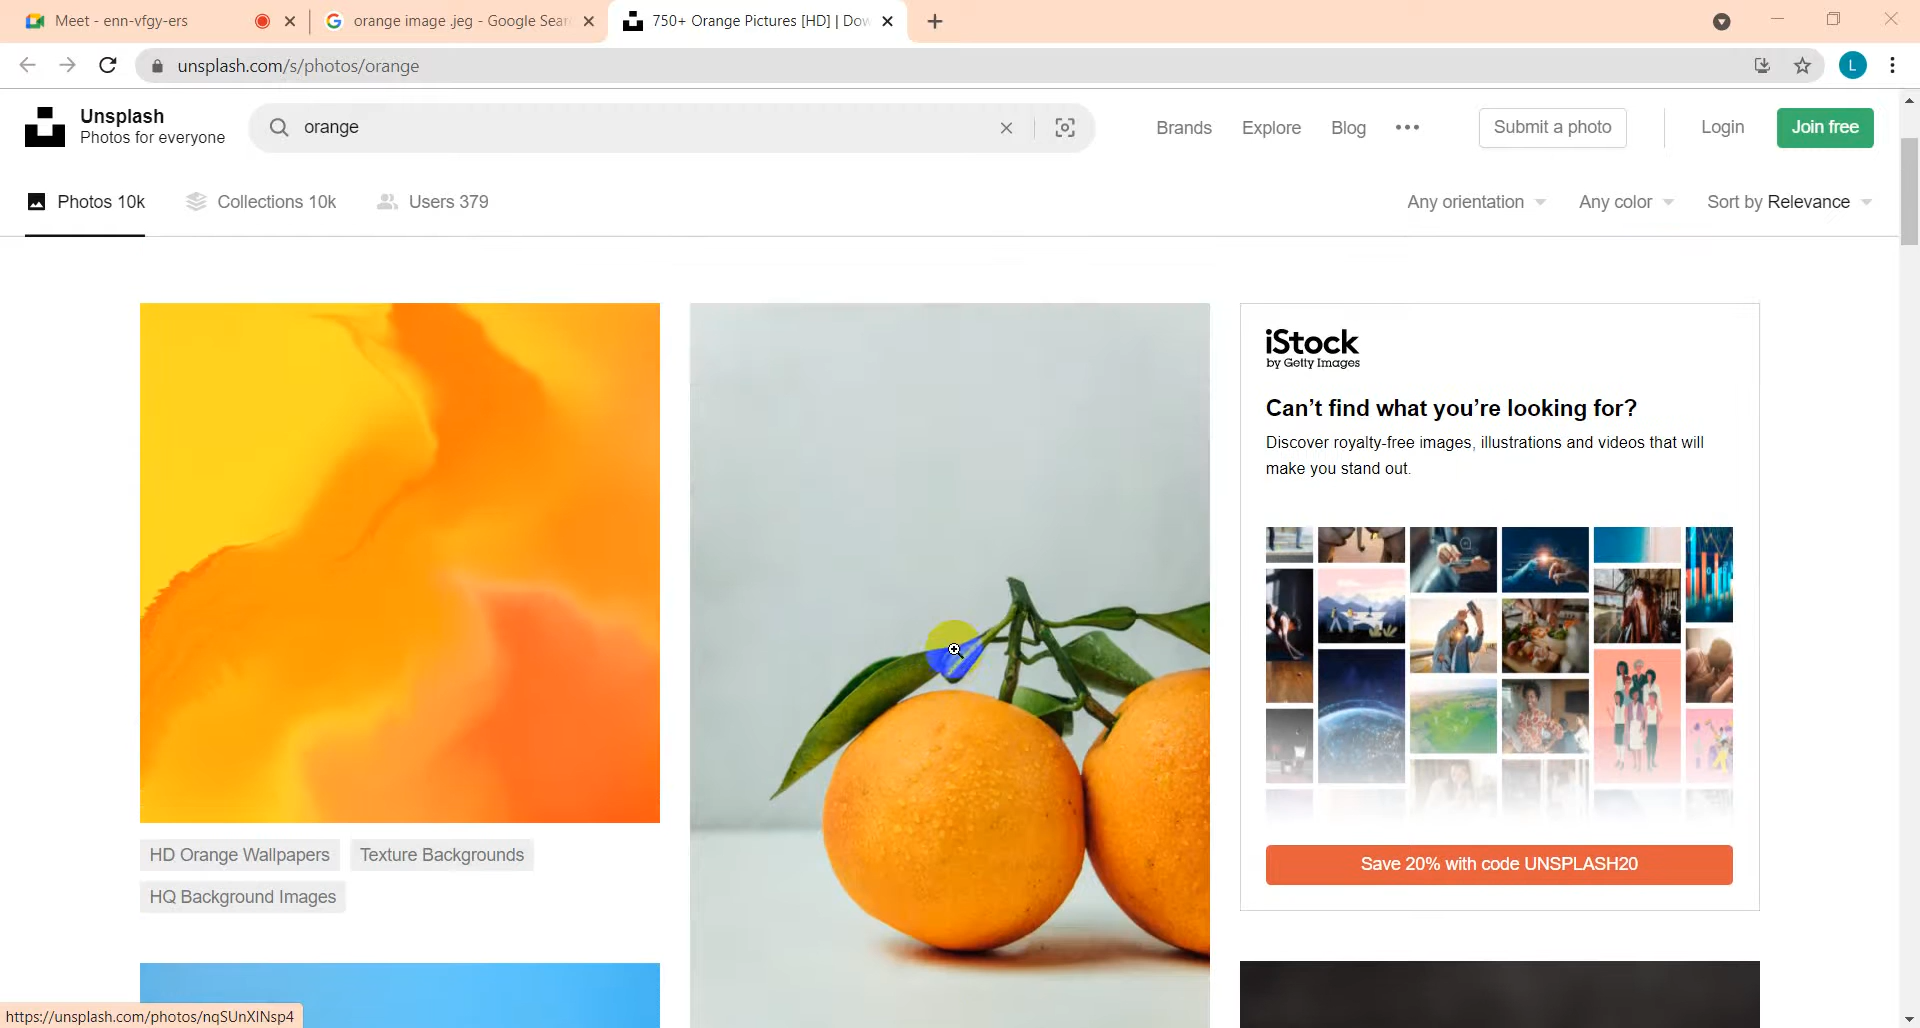 Meet - enn-vfgy-ers
orange image .jeg - Google Sear
750+ Orange Pictures [HD] | Dow
unsplash.com/s/photos/orange
L
Unsplash
Photos for everyone
orange
Brands
Explore
Blog
Submit a photo
Login
Join free
Photos 10k
Collections 10k
Users 379
Any orientation
Any color
Sort by Relevance
iStock
by Getty Images
Can't find what you're looking for?
Discover royalty-free images, illustrations and videos that will
make you stand out.
Save 20% with code UNSPLASH20
HD Orange Wallpapers
Texture Backgrounds
HQ Background Images
https://unsplash.com/photos/nqSUnXlNsp4